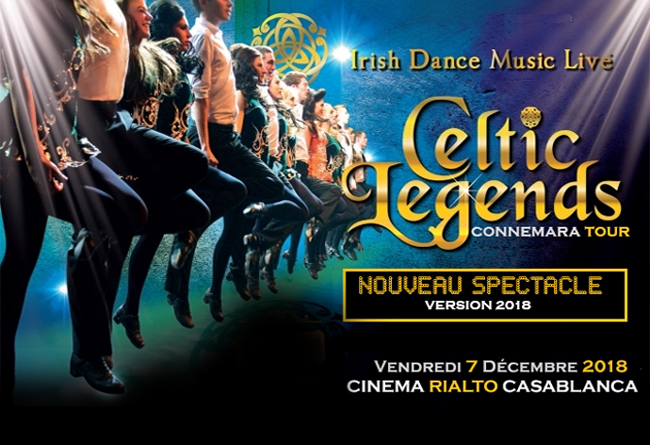 Irish Dance Music Live
Celtic
Legends
CONNEMARA TOUR
NOUVEAU SPECTACLE
VERSION 2018
VENDREDI 7 DÉCEMBRE 2018
CINEMA RIALTO CASABLANCA